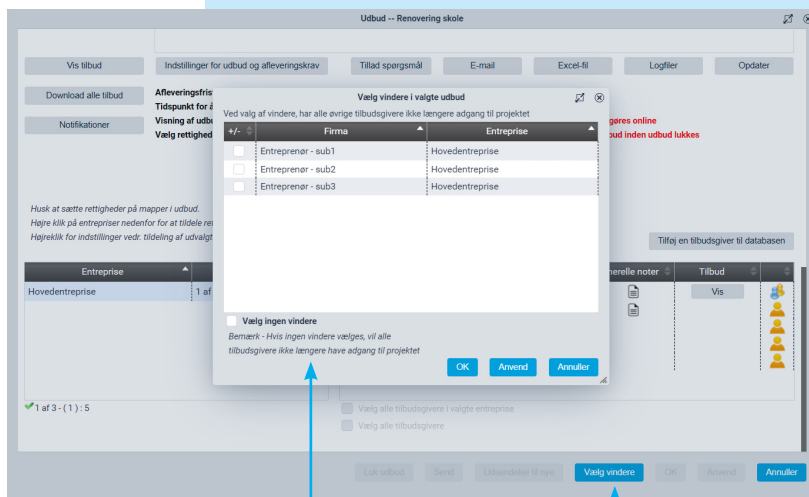 Udbud -- Renovering skole
Vis tilbud
Indstillinger for udbud og afleveringskrav
Tillad spørgsmål
E-mail
Excel-fil
Logfiler
Opdater
Download alle tilbud
Notifikationer
Afleveringsfris
Tidspunkt for å
Visning af udbu
Vælg rettighed
gøres online
bud inden udbud lukkes
Vælg vindere i valgte udbud
Ved valg af vindere, har alle øvrige tilbudsgivere ikke længere adgang til projektet
+/- Firma Entreprise
Entreprenør - sub1 Hovedentreprise
Entreprenør - sub2 Hovedentreprise
Entreprenør - sub3 Hovedentreprise
Vælg ingen vindere
Bemærk - Hvis ingen vindere vælges, vil alle
tilbudsgivere ikke længere have adgang til projektet
OK
Anvend
Annuller
Husk at sætte rettigheder på mapper i udbud.
Højre klik på entrepriser nedenfor for at tildele ret
Højreklik for indstillinger vedr. tildeling af udvalgt
Tilføj en tilbudsgiver til databasen
Entreprise
nerelle noter
Tilbud
Hovedentreprise
1 af
Vis
1 af 3 - ( 1 ) : 5
Vælg alle tilbudsgivere i valgte entreprise
Vælg alle tilbudsgivere
Luk udbud
Send
Udsendelse til nye
Vælg vindere
OK
Anvend
Annuller